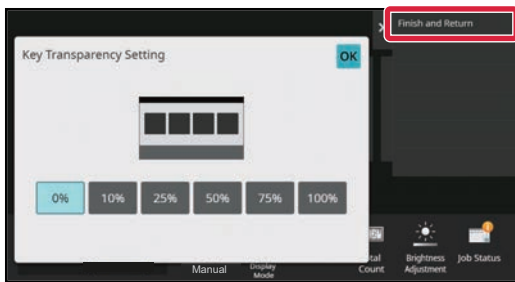 Finish and Return
Key Transparency Setting
OK
0% 10% 25% 50% 75% 100%
Manual
Display
Mode
Count
Brightness
Adjustment
Job Status